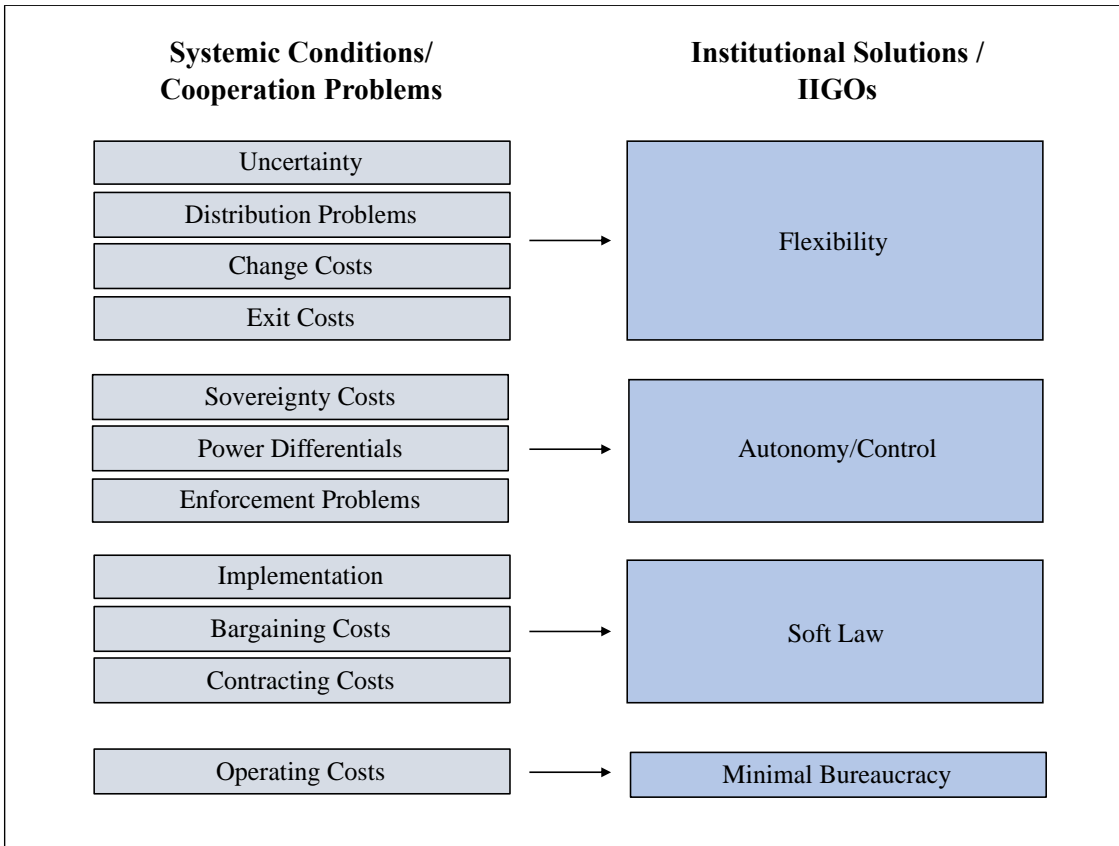 Systemic Conditions/
Cooperation Problems
Institutional Solutions /
IIGOs
Uncertainty
Distribution Problems
Change Costs
Exit Costs
Flexibility
Sovereignty Costs
Power Differentials
Enforcement Problems
Autonomy/Control
Implementation
Bargaining Costs
Contracting Costs
Soft Law
Operating Costs
Minimal Bureaucracy